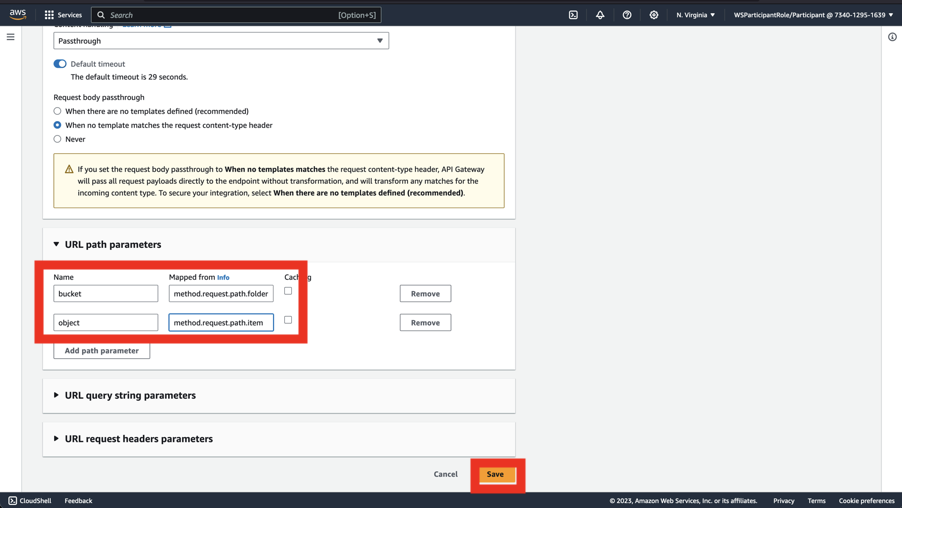 aws
Services
Search
[Option+S]
N. Virginia
WSParticipantRole/Participant @ 7340-1295-1639
Passthrough
Default timeout
The default timeout is 29 seconds.
Request body passthrough
When there are no templates defined (recommended)
When no template matches the request content-type header
Never
If you set the request body passthrough to When no templates matches the request content-type header, API Gateway
will pass all request payloads directly to the endpoint without transformation, and will transform any matches for the
incoming content type. To secure your integration, select When there are no templates defined (recommended).
URL path parameters
Name
Mapped from Info
bucket
method.request.path.folder
Remove
object
method.request.path.item
Remove
Add path parameter
URL query string parameters
URL request headers parameters
Cancel
Save
CloudShell
Feedback
© 2023, Amazon Web Services, Inc. or its affiliates.
Privacy
Terms
Cookie preferences